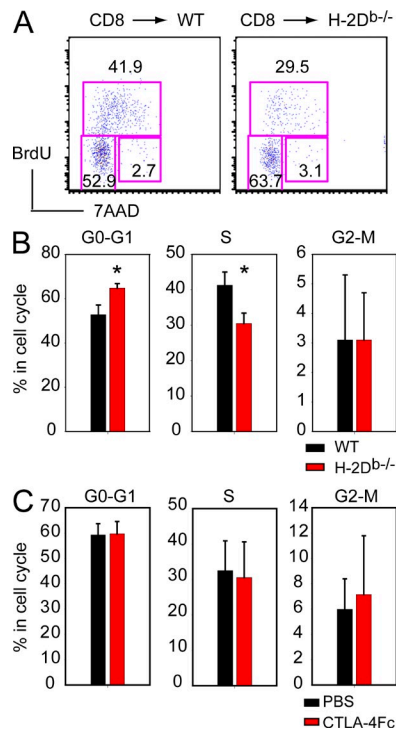 A
CD8 → WT
CD8 → H-2Dᵇ⁻/⁻
41.9
29.5
BrdU
52.9
2.7
63.7
3.1
7AAD
B
G0-G1
S
G2-M
% in cell cycle
80
60
40
20
0
50
40
30
20
10
0
6
5
4
3
2
1
0
*
*
WT
H-2Dᵇ⁻/⁻
C
G0-G1
S
G2-M
% in cell cycle
70
60
50
40
30
20
10
0
50
40
30
20
10
0
14
12
10
8
6
4
2
0
PBS
CTLA-4Fc